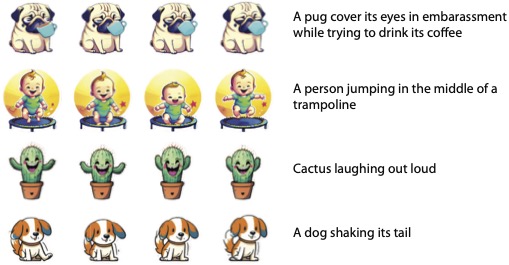 A pug cover its eyes in embarassment
while trying to drink its coffee
A person jumping in the middle of a
trampoline
Cactus laughing out loud
A dog shaking its tail